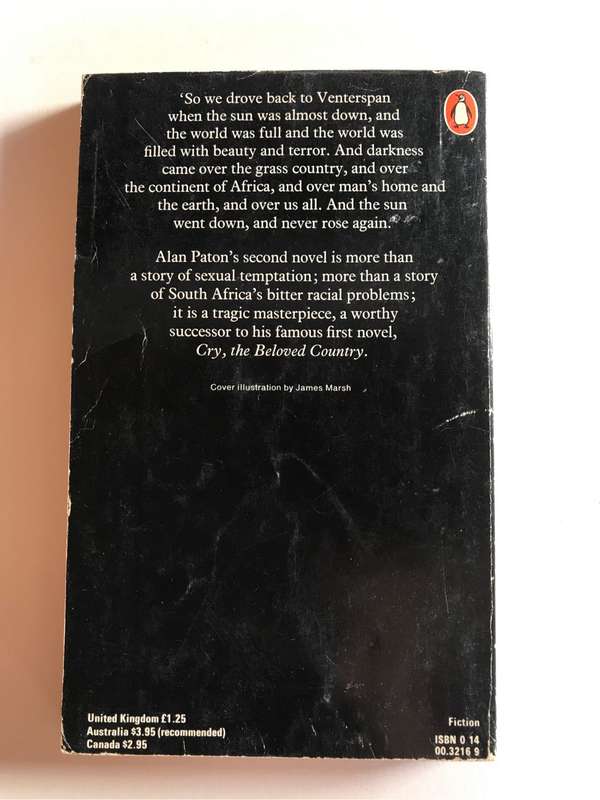 ‘So we drove back to Venterspan
when the sun was almost down, and
the world was full and the world was
filled with beauty and terror. And darkness
came over the grass country, and over
the continent of Africa, and over man’s home and
the earth, and over us all. And the sun
went down, and never rose again.’
Alan Paton’s second novel is more than
a story of sexual temptation; more than a story
of South Africa’s bitter racial problems;
it is a tragic masterpiece, a worthy
successor to his famous first novel,
Cry, the Beloved Country.
Cover illustration by James Marsh
United Kingdom £1.25
Australia $3.95 (recommended)
Canada $2.95
Fiction
ISBN 0 14
00.3216 9